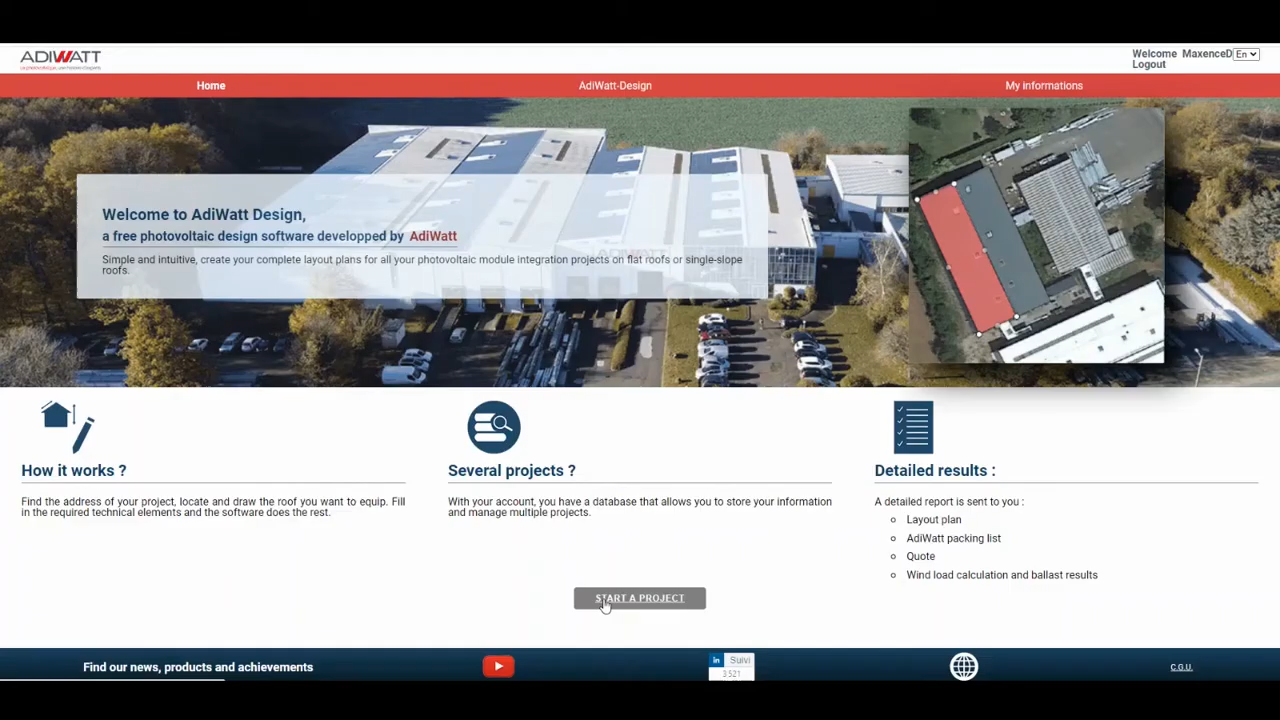 ADIWATT
Welcome MaxenceD
En
Logout
Home
AdiWatt-Design
My informations
Welcome to AdiWatt Design,
a free photovoltaic design software developped by AdiWatt
Simple and intuitive, create your complete layout plans for all your photovoltaic module integration projects on flat roofs or single-slope
roofs.
How it works ?
Find the address of your project, locate and draw the roof you want to equip. Fill
in the required technical elements and the software does the rest.
Several projects ?
With your account, you have a database that allows you to store your information
and manage multiple projects.
Detailed results :
A detailed report is sent to you :
Layout plan
AdiWatt packing list
Quote
Wind load calculation and ballast results
START A PROJECT
Find our news, products and achievements
in Suivi
3521
C.G.U.